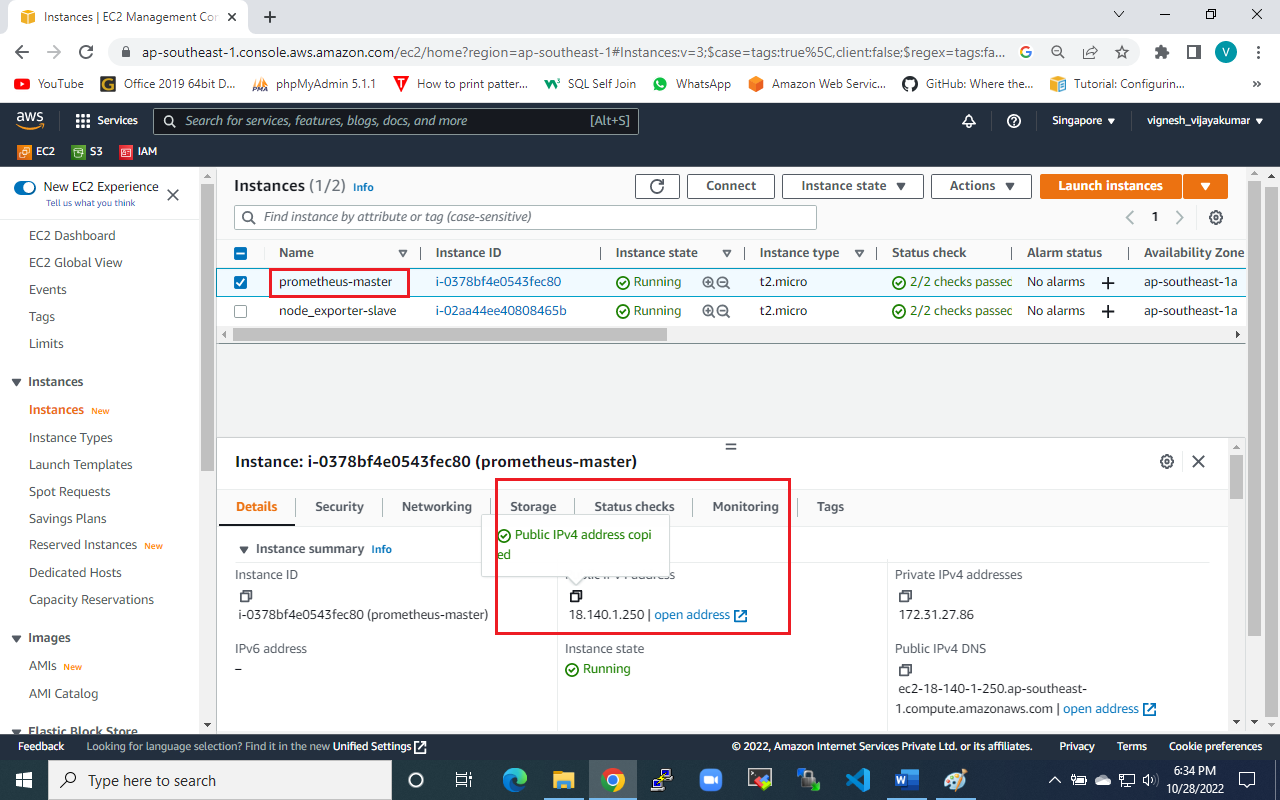 Instances | EC2 Management Con
ap-southeast-1.console.aws.amazon.com/ec2/home?region=ap-southeast-1#Instances:v=3;$case=tags:true%5C,client:false;$regex=tags:fa...
V
YouTube
Office 2019 64bit D...
phpMyAdmin 5.1.1
How to print patter...
SQL Self Join
WhatsApp
Amazon Web Servic...
GitHub: Where the...
Tutorial: Configurin...
»
aws
Services
Search for services, features, blogs, docs, and more
[Alt+S]
Singapore
vignesh_vijayakumar
EC2
S3
IAM
New EC2 Experience
Tell us what you think
EC2 Dashboard
EC2 Global View
Events
Tags
Limits
Instances
Instances New
Instance Types
Launch Templates
Spot Requests
Savings Plans
Reserved Instances New
Dedicated Hosts
Capacity Reservations
Images
AMIs New
AMI Catalog
Elastic Block Store
Instances (1/2) Info
Connect
Instance state
Actions
Launch instances
Find instance by attribute or tag (case-sensitive)
1
Name Instance ID Instance state Instance type Status check Alarm status Availability Zone
prometheus-master i-0378bf4e0543fec80 Running t2.micro 2/2 checks passed No alarms + ap-southeast-1a
node_exporter-slave i-02aa44ee40808465b Running t2.micro 2/2 checks passed No alarms + ap-southeast-1a
Instance: i-0378bf4e0543fec80 (prometheus-master)
Details Security Networking Storage Status checks Monitoring Tags
Public IPv4 address copi
ed
Instance summary Info
Instance ID
i-0378bf4e0543fec80 (prometheus-master)
Public IPv4 address
18.140.1.250 | open address
Private IPv4 addresses
172.31.27.86
IPv6 address
–
Instance state
Running
Public IPv4 DNS
ec2-18-140-1-250.ap-southeast-
1.compute.amazonaws.com | open address
Feedback
Looking for language selection? Find it in the new Unified Settings
© 2022, Amazon Internet Services Private Ltd. or its affiliates.
Privacy
Terms
Cookie preferences
Type here to search
6:34 PM
10/28/2022